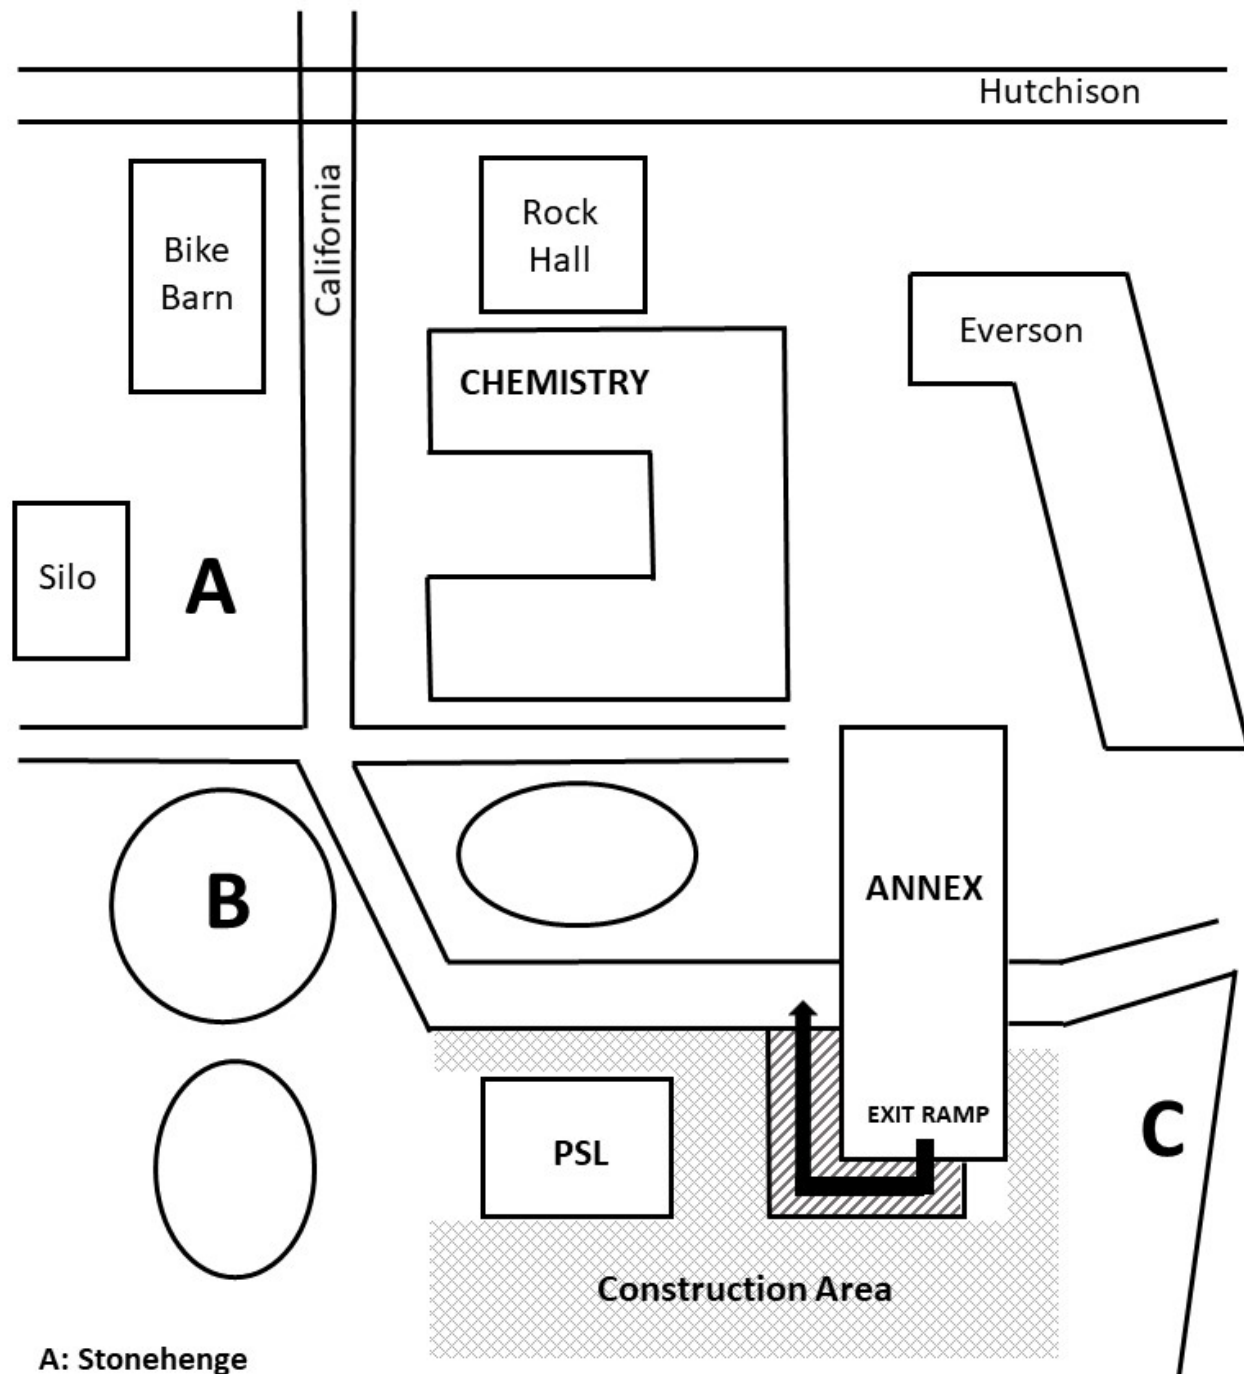 Hutchison
California
Bike
Barn
Rock
Hall
CHEMISTRY
Everson
Silo
A
B
ANNEX
EXIT RAMP
PSL
C
Construction Area
A: Stonehenge